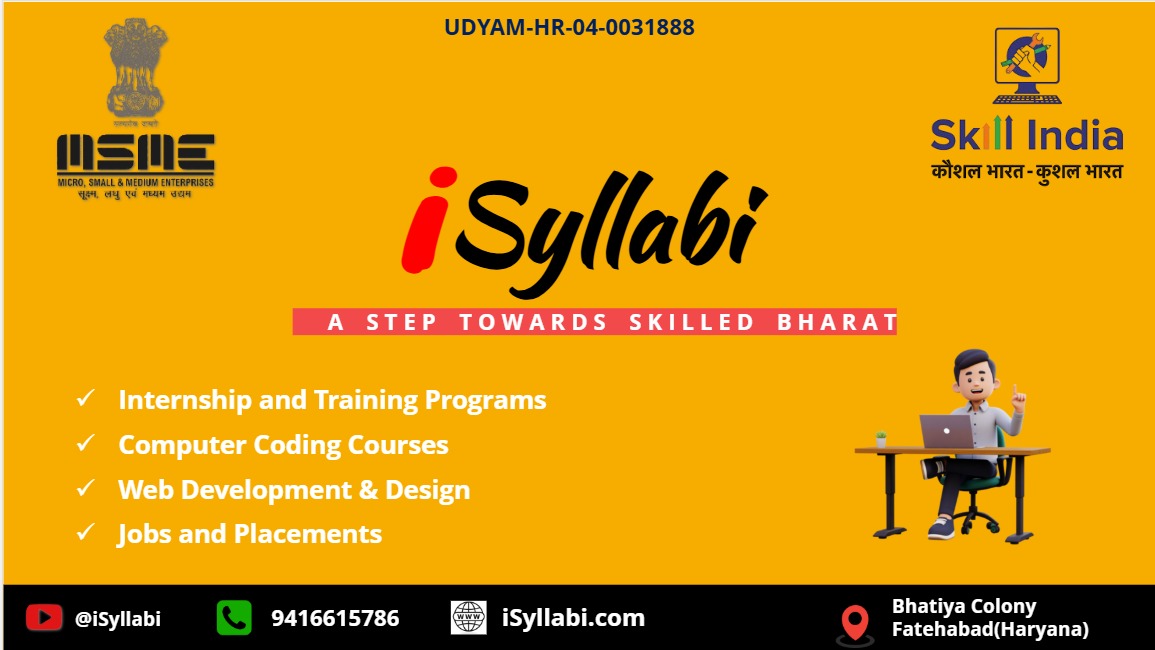 UDYAM-HR-04-0031888
सत्यमेव जयते
MSME
MICRO, SMALL & MEDIUM ENTERPRISES
सूक्ष्म, लघु एवं मध्यम उद्यम
Skill India
कौशल भारत - कुशल भारत
iSyllabi
A STEP TOWARDS SKILLED BHARAT
✓ Internship and Training Programs
✓ Computer Coding Courses
✓ Web Development & Design
✓ Jobs and Placements
@iSyllabi
9416615786
WWW
iSyllabi.com
Bhatiya Colony
Fatehabad(Haryana)